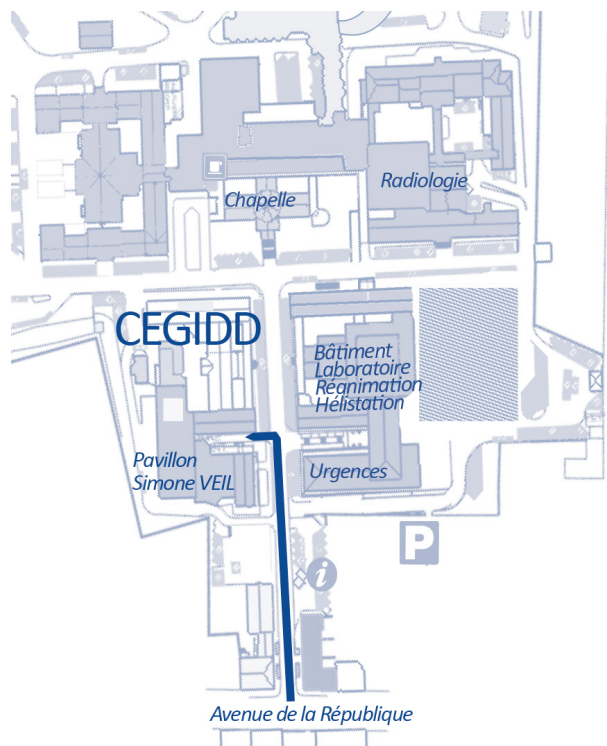 Chapelle
Radiologie
CEGIDD
Bâtiment
Laboratoire
Réanimation
Hélistation
Pavillon
Simone VEIL
Urgences
P
i
Avenue de la République